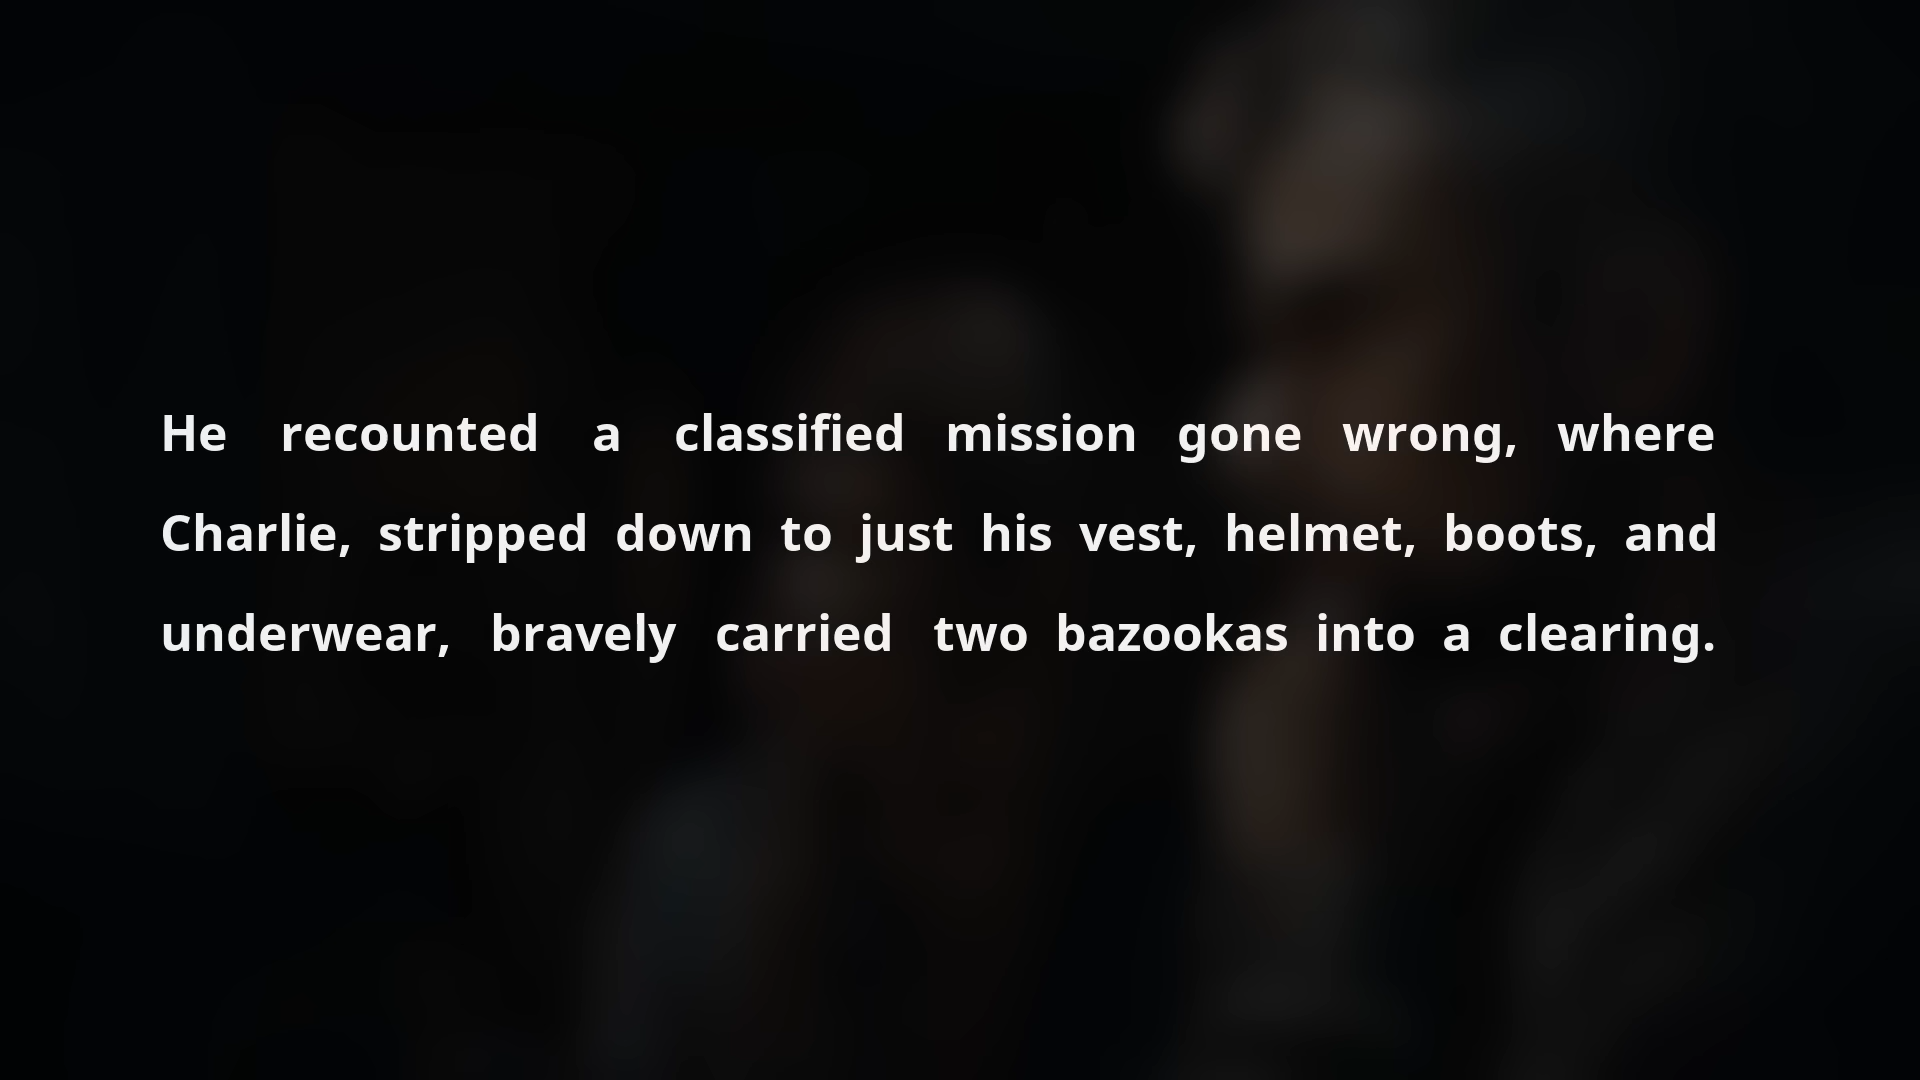 He recounted a classified mission gone wrong, where
Charlie, stripped down to just his vest, helmet, boots, and
underwear, bravely carried two bazookas into a clearing.